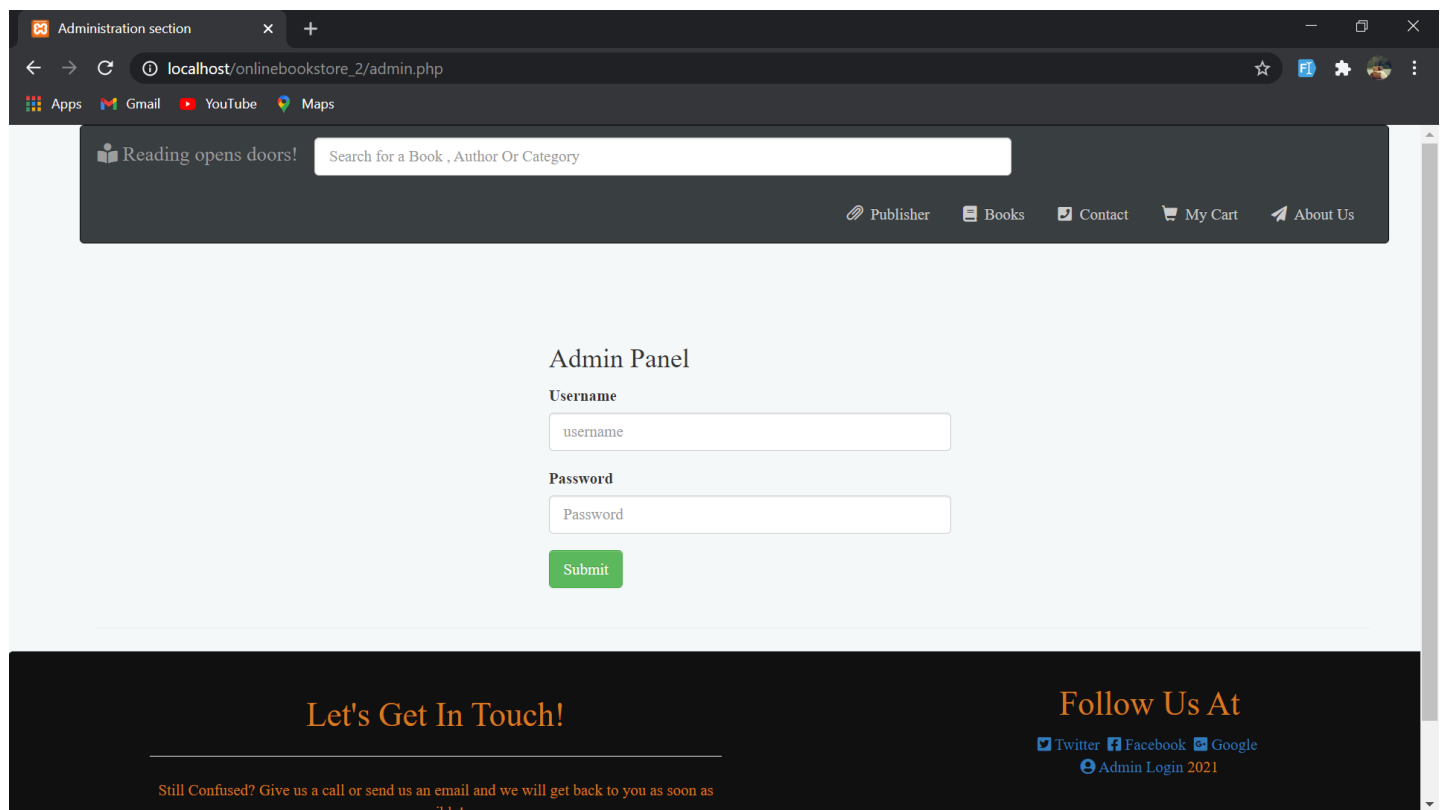 Administration section
localhost/onlinebookstore_2/admin.php
Apps Gmail YouTube Maps
Reading opens doors! Search for a Book , Author Or Category
Publisher Books Contact My Cart About Us
Admin Panel
Username
username
Password
Password
Submit
Let's Get In Touch!
Still Confused? Give us a call or send us an email and we will get back to you as soon as
Follow Us At
Twitter Facebook Google
Admin Login 2021